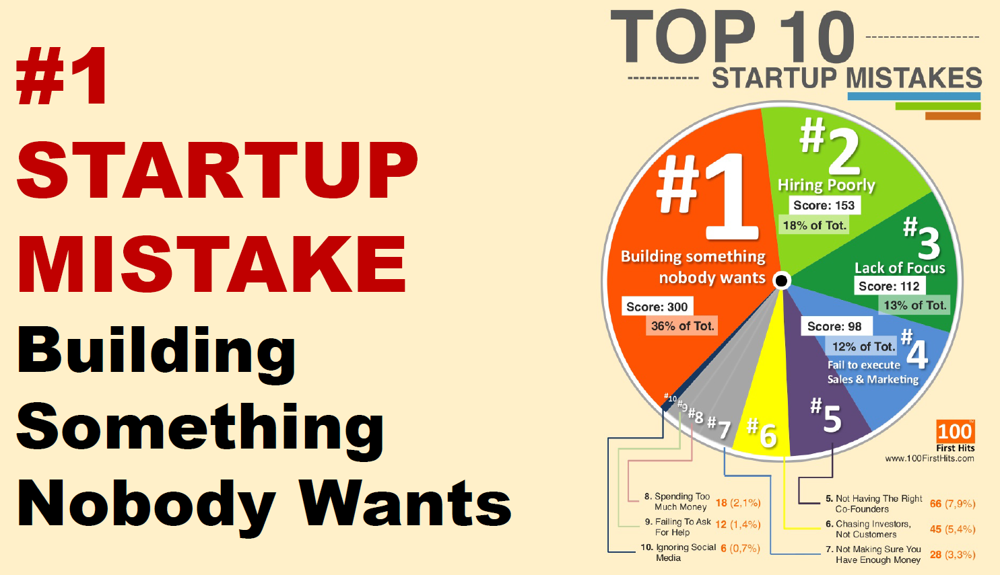 #1
STARTUP
MISTAKE
Building
Something
Nobody Wants
TOP 10
STARTUP MISTAKES
#1
Building something
nobody wants
Score: 300
36% of Tot.
#2
Hiring Poorly
Score: 153
18% of Tot.
#3
Lack of Focus
Score: 112
13% of Tot.
Score: 98
12% of Tot.
#4
Fail to execute
Sales & Marketing
#5
#6
#7
#8
#9
#10
100
First Hits
www.100FirstHits.com
8. Spending Too
Much Money
18 (2,1%)
9. Failing To Ask
For Help
12 (1,4%)
10. Ignoring Social
Media
6 (0,7%)
5. Not Having The Right
Co-Founders
66 (7,9%)
6. Chasing Investors,
Not Customers
45 (5,4%)
7. Not Making Sure You
Have Enough Money
28 (3,3%)